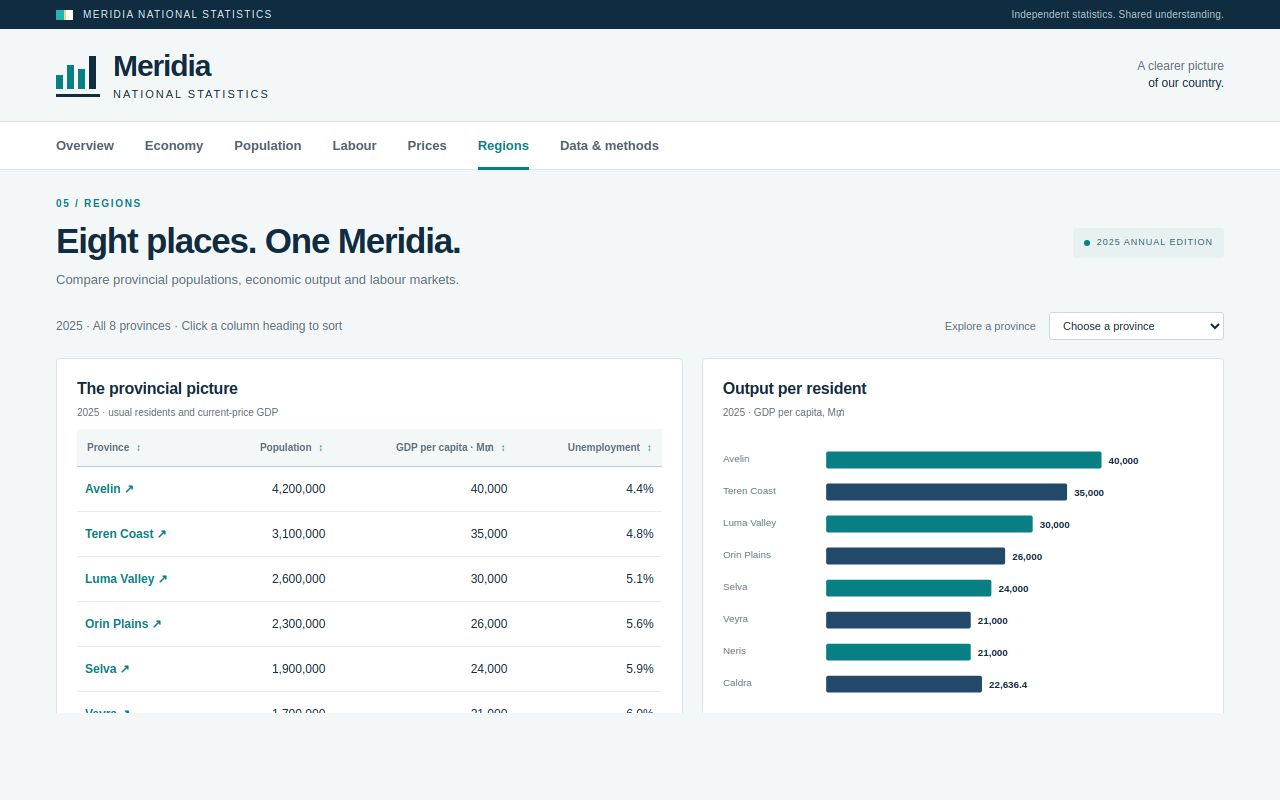 MERIDIA NATIONAL STATISTICS
Independent statistics. Shared understanding.
Meridia
NATIONAL STATISTICS
A clearer picture
of our country.
Overview Economy Population Labour Prices Regions Data & methods
05 / REGIONS
Eight places. One Meridia.
2025 ANNUAL EDITION
Compare provincial populations, economic output and labour markets.
2025 · All 8 provinces · Click a column heading to sort
Explore a province Choose a province
The provincial picture
2025 · usual residents and current-price GDP
Province ↕ Population ↕ GDP per capita · ↕ Unemployment ↕
Avelin ↗ 4,200,000 40,000 4.4%
Teren Coast ↗ 3,100,000 35,000 4.8%
Luma Valley ↗ 2,600,000 30,000 5.1%
Orin Plains ↗ 2,300,000 26,000 5.6%
Selva ↗ 1,900,000 24,000 5.9%
Output per resident
2025 · GDP per capita,
Avelin 40,000
Teren Coast 35,000
Luma Valley 30,000
Orin Plains 26,000
Selva 24,000
Veyra 21,000
Neris 21,000
Caldra 22,636.4